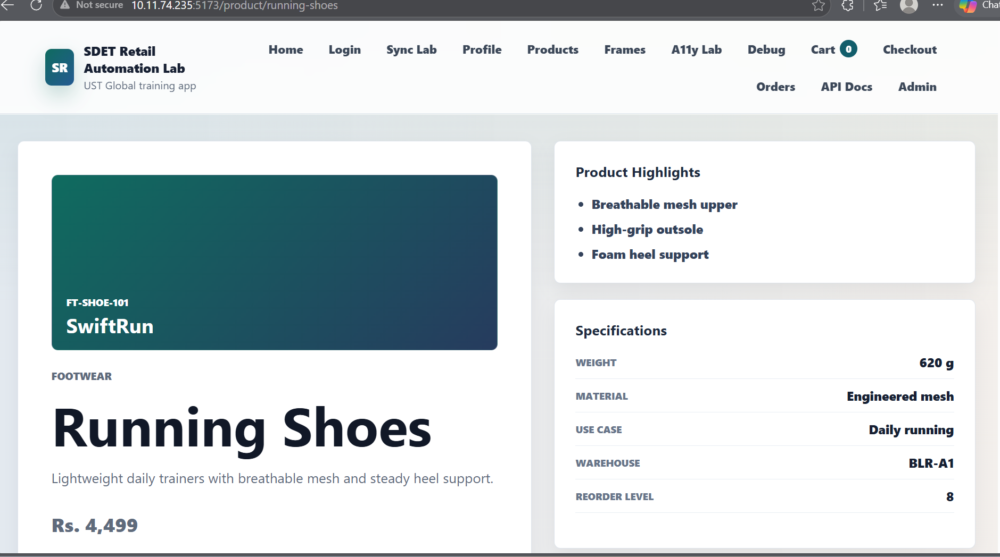 Not secure 10.11.74.235:5173/product/running-shoes
SR
SDET Retail
Automation Lab
UST Global training app
Home Login Sync Lab Profile Products Frames A11y Lab Debug Cart 0 Checkout
Orders API Docs Admin
FT-SHOE-101
SwiftRun
FOOTWEAR
Running Shoes
Lightweight daily trainers with breathable mesh and steady heel support.
Rs. 4,499
Product Highlights
• Breathable mesh upper
• High-grip outsole
• Foam heel support
Specifications
WEIGHT 620 g
MATERIAL Engineered mesh
USE CASE Daily running
WAREHOUSE BLR-A1
REORDER LEVEL 8